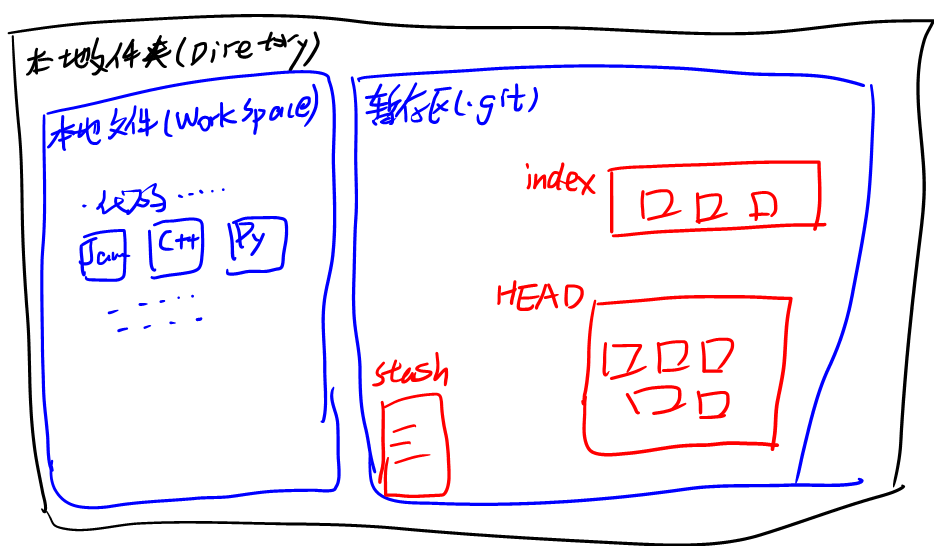 本地文件夹(Diretry)
本地文件(Workspace)
暂存区(.git)
index
..代码.....
Java
C++
Py
HEAD
stash